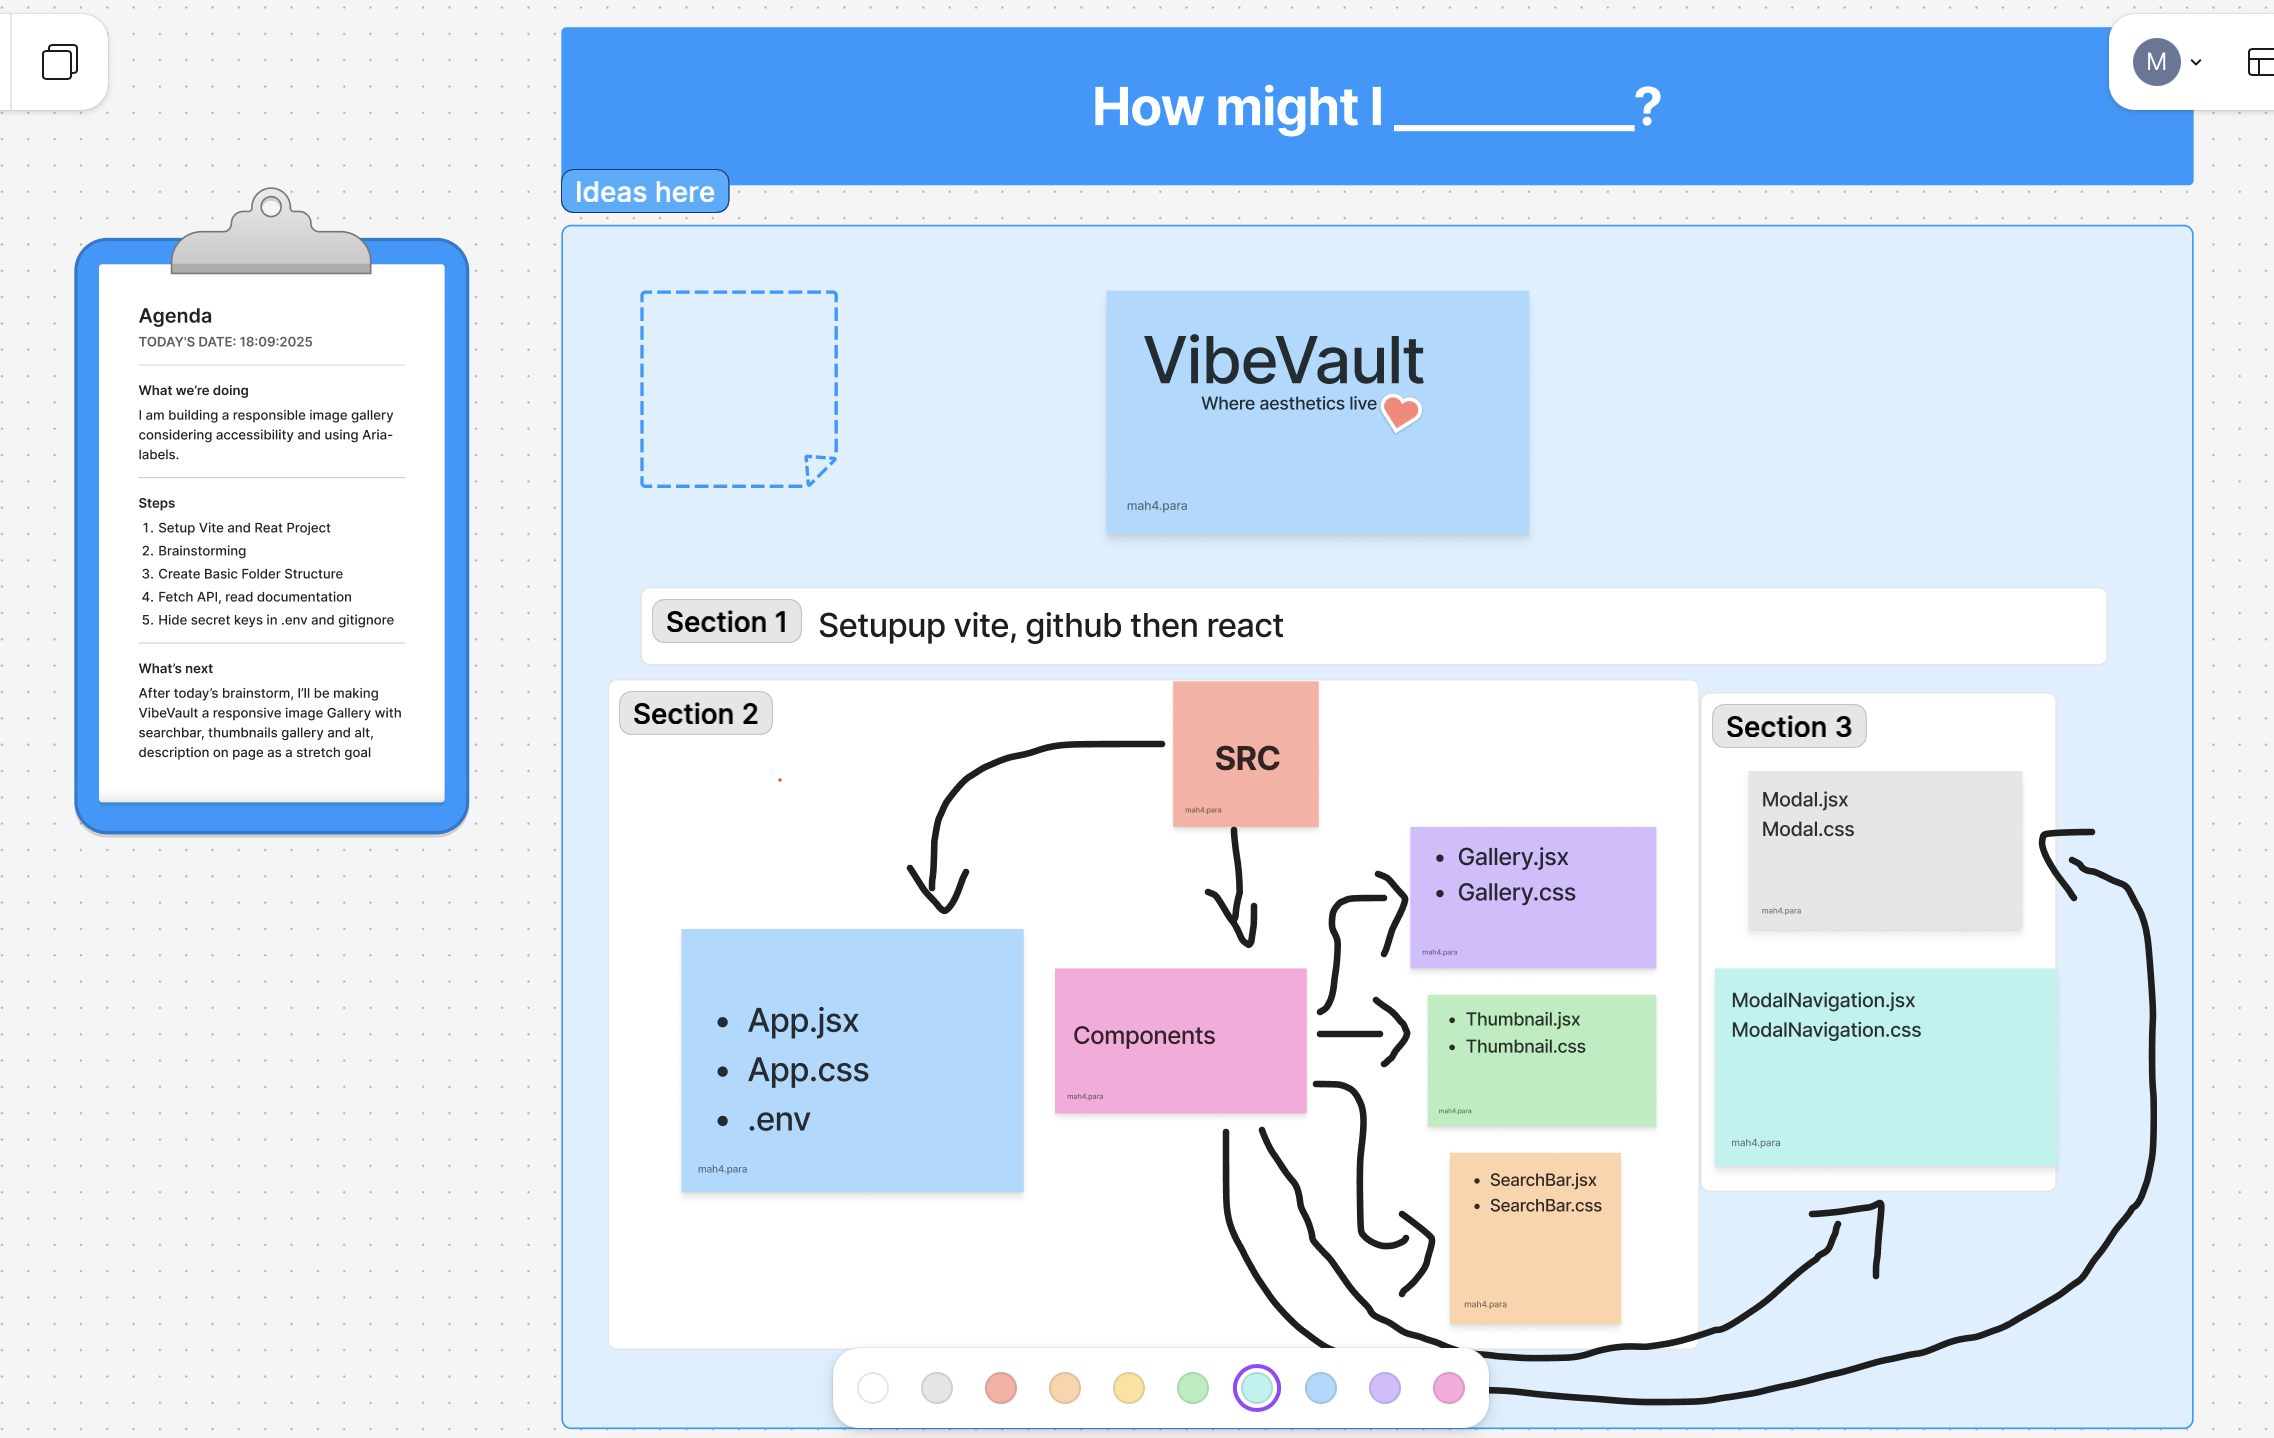 M
How might I ________?
Ideas here
Agenda
TODAY'S DATE: 18:09:2025
What we're doing
I am building a responsible image gallery
considering accessibility and using Aria-
labels.
Steps
1. Setup Vite and Reat Project
2. Brainstorming
3. Create Basic Folder Structure
4. Fetch API, read documentation
5. Hide secret keys in .env and gitignore
What's next
After today's brainstorm, I'll be making
VibeVault a responsive image Gallery with
searchbar, thumbnails gallery and alt,
description on page as a stretch goal
VibeVault
Where aesthetics live
mah4.para
Section 1
Setupup vite, github then react
Section 2
SRC
mah4.para
• App.jsx
• App.css
• .env
mah4.para
Components
mah4.para
• Gallery.jsx
• Gallery.css
mah4.para
• Thumbnail.jsx
• Thumbnail.css
mah4.para
• SearchBar.jsx
• SearchBar.css
mah4.para
Section 3
Modal.jsx
Modal.css
mah4.para
ModalNavigation.jsx
ModalNavigation.css
mah4.para